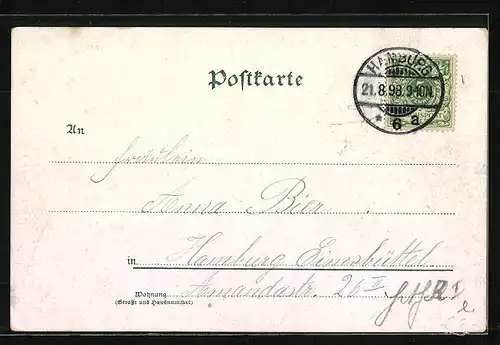 HAMBURG
21.8.98.9-10N.
* 6 a
Postkarte
An
Fräulein
Anna Bier
in Hamburg Eimsbüttel
Wohnung Armandastr. 26 II
(Straße und Hausnummer)